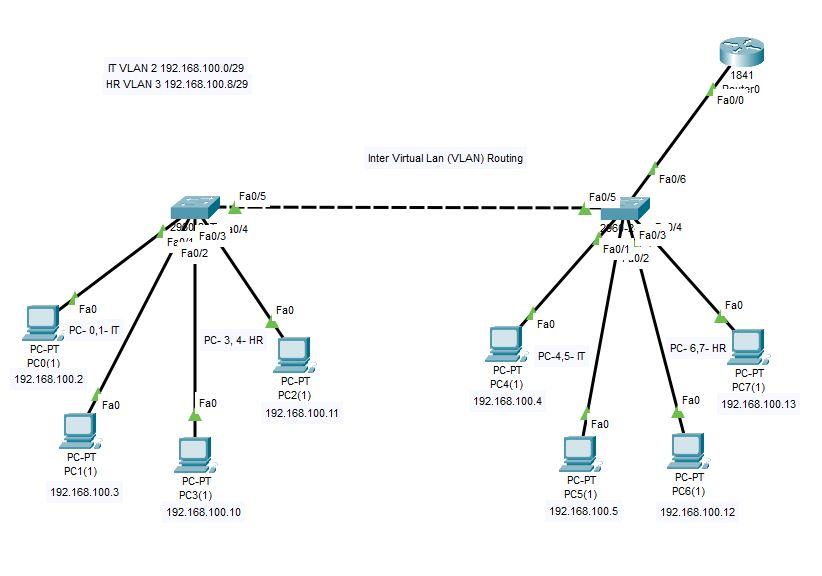 IT VLAN 2 192.168.100.0/29
HR VLAN 3 192.168.100.8/29
1841
Router0
Fa0/0
Inter Virtual Lan (VLAN) Routing
Fa0/6
Fa0/5
Fa0/5
Fa0/3
Fa0/2
Fa0/3
Fa0/1
Fa0
PC- 0,1- IT
PC-PT
PC0(1)
192.168.100.2
Fa0
PC-PT
PC1(1)
192.168.100.3
Fa0
PC-PT
PC3(1)
192.168.100.10
PC- 3, 4- HR
Fa0
PC-PT
PC2(1)
192.168.100.11
Fa0
PC-PT
PC4(1)
192.168.100.4
PC-4,5- IT
Fa0
PC-PT
PC5(1)
192.168.100.5
Fa0
PC-PT
PC6(1)
192.168.100.12
PC- 6,7- HR
Fa0
PC-PT
PC7(1)
192.168.100.13